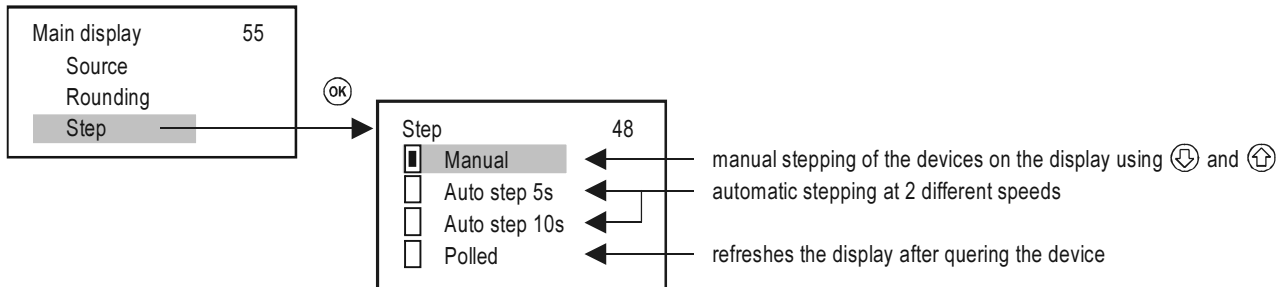 Main display 55
Source
Rounding
Step
OK
Step 48
Manual
Auto step 5s
Auto step 10s
Polled
manual stepping of the devices on the display using and
automatic stepping at 2 different speeds
refreshes the display after quering the device